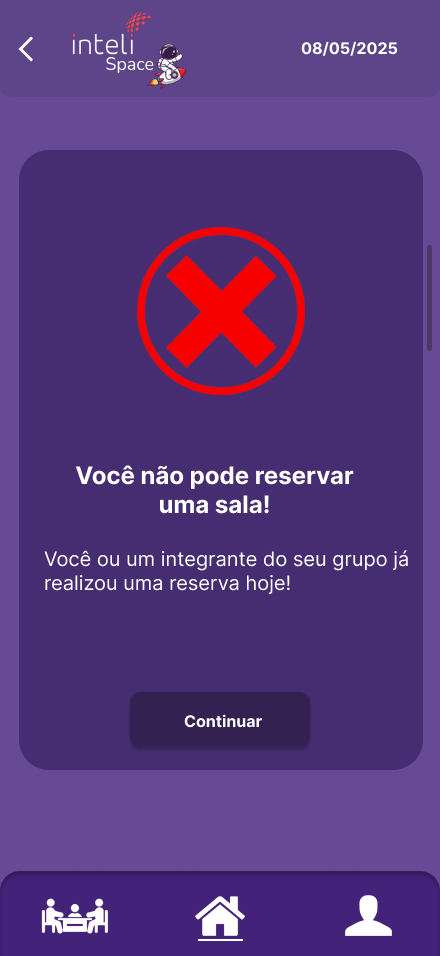 inteli
Space
08/05/2025
Você não pode reservar
uma sala!
Você ou um integrante do seu grupo já
realizou uma reserva hoje!
Continuar